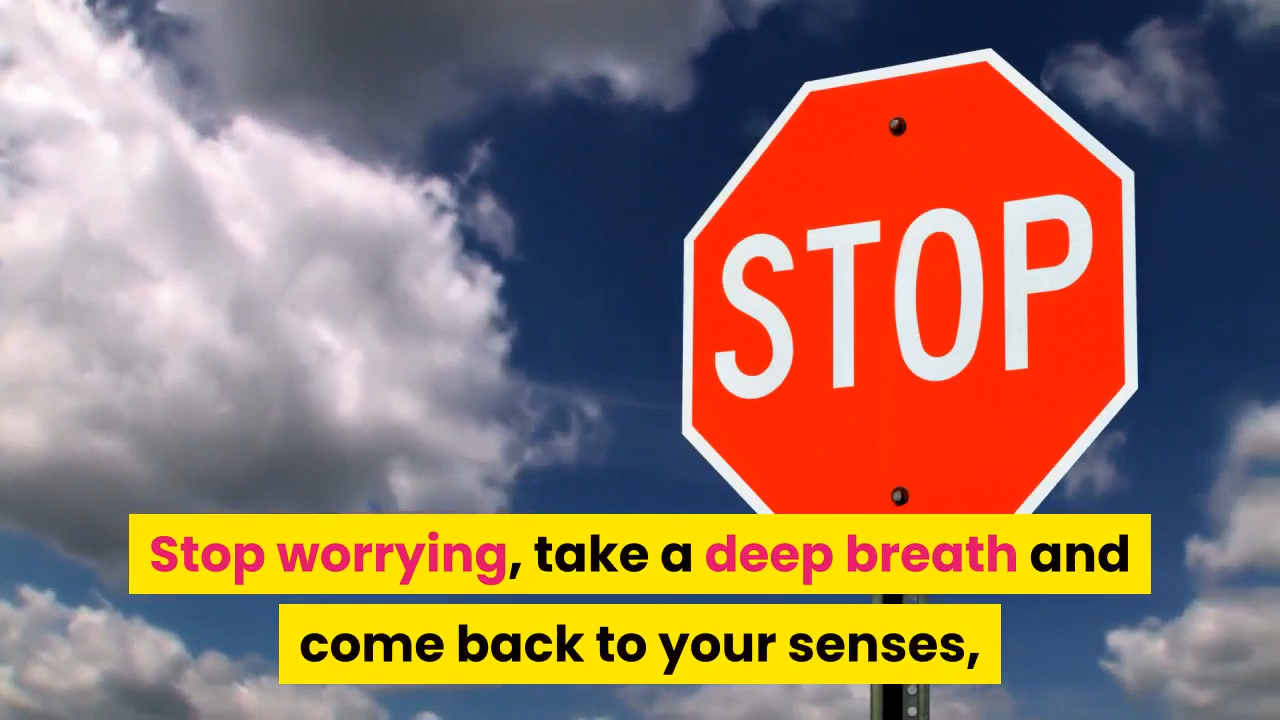 STOP
Stop worrying, take a deep breath and
come back to your senses,